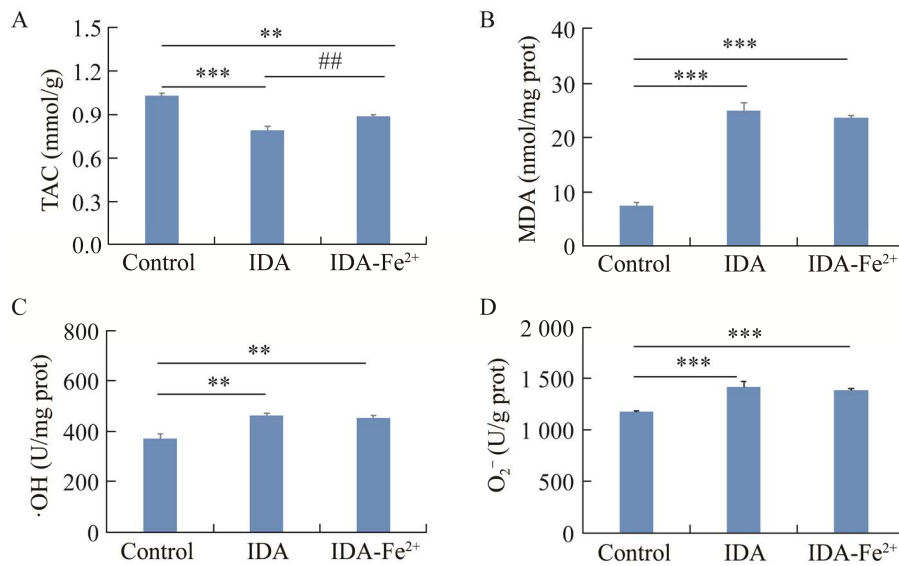 A
TAC (mmol/g)
1.5
1.2
0.9
0.6
0.3
0.0
**
***
##
Control IDA IDA-Fe²⁺
B
MDA (nmol/mg prot)
40
30
20
10
0
***
***
Control IDA IDA-Fe²⁺
C
·OH (U/mg prot)
800
600
400
200
0
**
**
Control IDA IDA-Fe²⁺
D
O₂⁻ (U/g prot)
2 000
1 500
1 000
500
0
***
***
Control IDA IDA-Fe²⁺